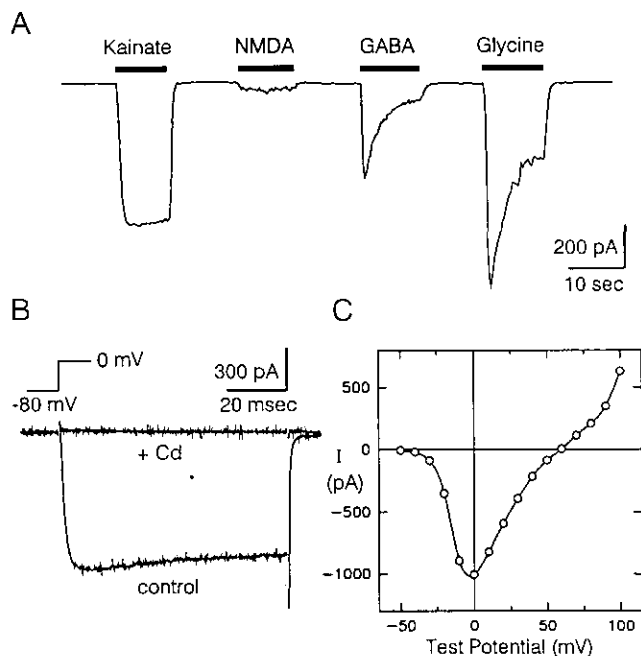 A
Kainate NMDA GABA Glycine
200 pA
10 sec
B
0 mV
-80 mV
300 pA
20 msec
+ Cd
control
C
500
0
I
(pA)
-500
-1000
-50 0 50 100
Test Potential (mV)